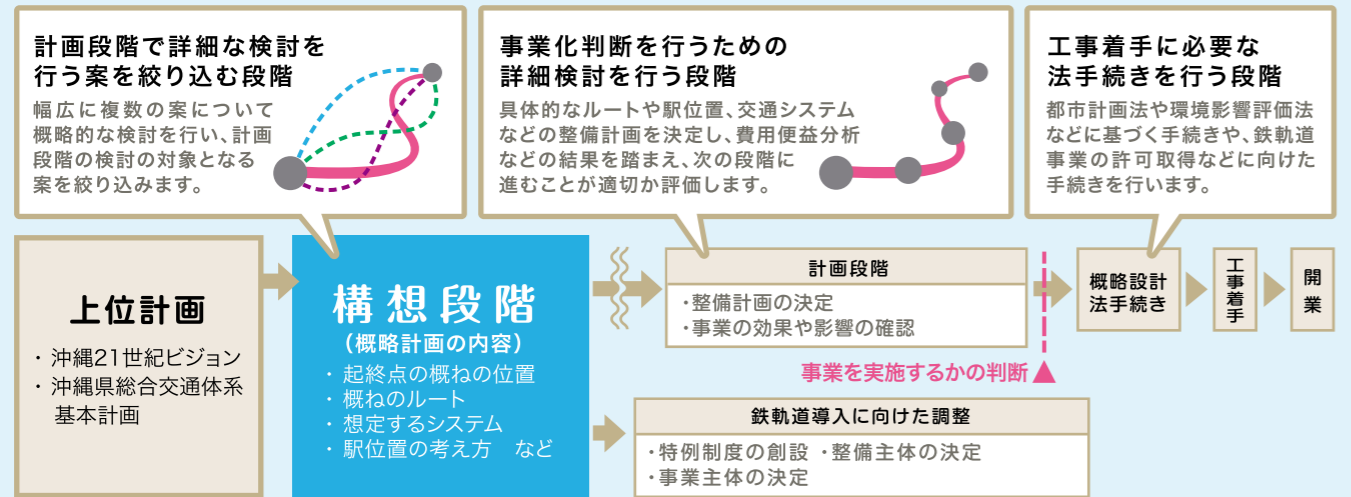 計画段階で詳細な検討を
行う案を絞り込む段階
幅広に複数の案について
概略的な検討を行い、計画
段階の検討の対象となる
案を絞り込みます。
事業化判断を行うための
詳細検討を行う段階
具体的なルートや駅位置、交通システム
などの整備計画を決定し、費用便益分析
などの結果を踏まえ、次の段階に
進むことが適切か評価します。
工事着手に必要な
法手続きを行う段階
都市計画法や環境影響評価法
などに基づく手続きや、鉄軌道
事業の許可取得などに向けた
手続きを行います。
上位計画
・沖縄21世紀ビジョン
・沖縄県総合交通体系
基本計画
構想段階
(概略計画の内容)
・起終点の概ねの位置
・概ねのルート
・想定するシステム
・駅位置の考え方　など
計画段階
・整備計画の決定
・事業の効果や影響の確認
事業を実施するかの判断▲
概略設計
法手続き
工事着手
開業
鉄軌道導入に向けた調整
・特例制度の創設 ・整備主体の決定
・事業主体の決定